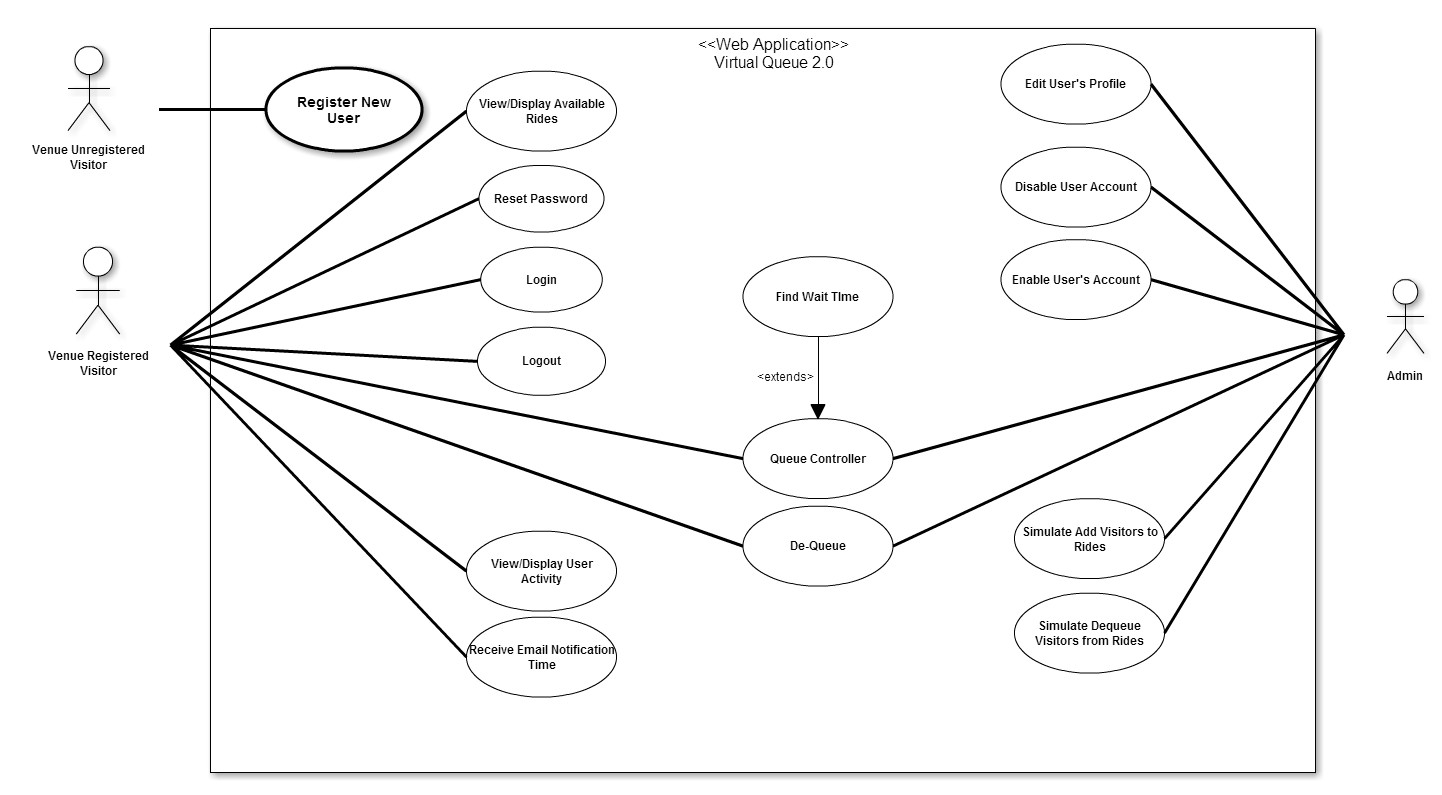 <<Web Application>>
Virtual Queue 2.0
Venue Unregistered
Visitor
Register New
User
View/Display Available
Rides
Reset Password
Login
Logout
Venue Registered
Visitor
Find Wait TIme
<extends>
Queue Controller
De-Queue
View/Display User
Activity
Receive Email Notification
Time
Edit User's Profile
Disable User Account
Enable User's Account
Admin
Simulate Add Visitors to
Rides
Simulate Dequeue
Visitors from Rides